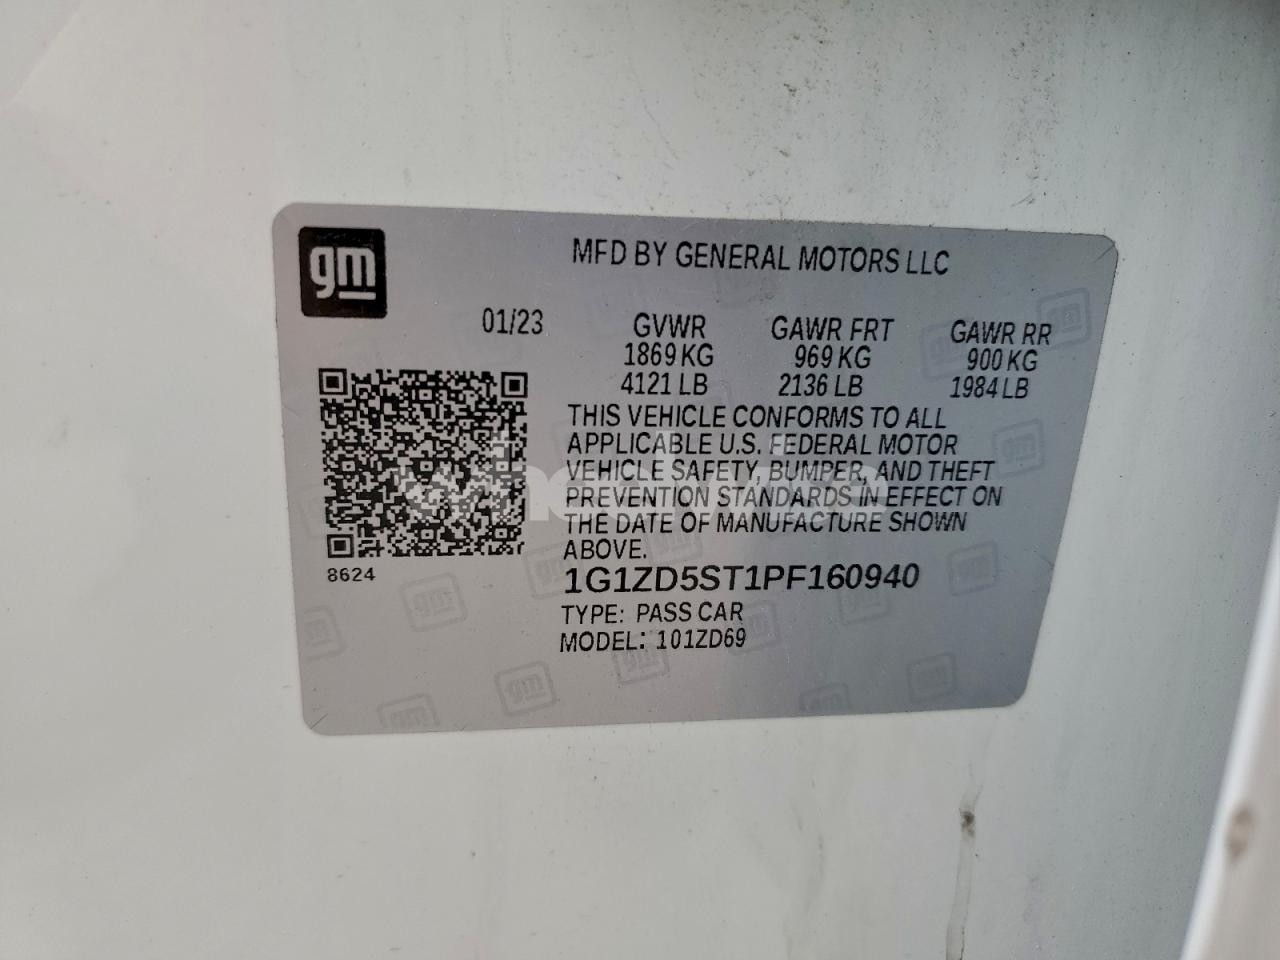 gm
MFD BY GENERAL MOTORS LLC
01/23 GVWR GAWR FRT GAWR RR
1869 KG 969 KG 900 KG
4121 LB 2136 LB 1984 LB
THIS VEHICLE CONFORMS TO ALL
APPLICABLE U.S. FEDERAL MOTOR
VEHICLE SAFETY, BUMPER, AND THEFT
PREVENTION STANDARDS IN EFFECT ON
THE DATE OF MANUFACTURE SHOWN
ABOVE.
8624
1G1ZD5ST1PF160940
TYPE: PASS CAR
MODEL: 101ZD69